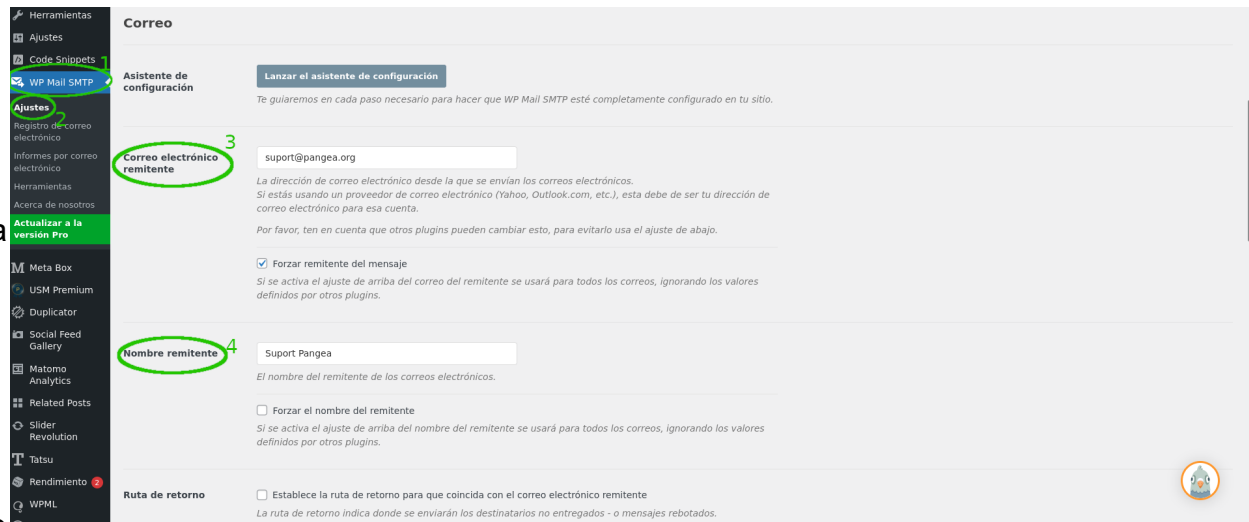 Herramientas
Ajustes
Code Snippets
1
WP Mail SMTP
Ajustes
2
Registro de correo
electrónico
Informes por correo
electrónico
Herramientas
Acerca de nosotros
Actualizar a la
versión Pro
a
Meta Box
USM Premium
Duplicator
Social Feed
Gallery
Matomo
Analytics
Related Posts
Slider
Revolution
Tatsu
Rendimiento 2
WPML
Correo
Asistente de
configuración
Lanzar el asistente de configuración
Te guiaremos en cada paso necesario para hacer que WP Mail SMTP esté completamente configurado en tu sitio.
3
Correo electrónico
remitente
suport@pangea.org
La dirección de correo electrónico desde la que se envían los correos electrónicos.
Si estás usando un proveedor de correo electrónico (Yahoo, Outlook.com, etc.), esta debe de ser tu dirección de
correo electrónico para esa cuenta.
Por favor, ten en cuenta que otros plugins pueden cambiar esto, para evitarlo usa el ajuste de abajo.
Forzar remitente del mensaje
Si se activa el ajuste de arriba del correo del remitente se usará para todos los correos, ignorando los valores
definidos por otros plugins.
Nombre remitente
4
Suport Pangea
El nombre del remitente de los correos electrónicos.
Forzar el nombre del remitente
Si se activa el ajuste de arriba del nombre del remitente se usará para todos los correos, ignorando los valores
definidos por otros plugins.
Ruta de retorno
Establece la ruta de retorno para que coincida con el correo electrónico remitente
La ruta de retorno indica donde se enviarán los destinatarios no entregados - o mensajes rebotados.